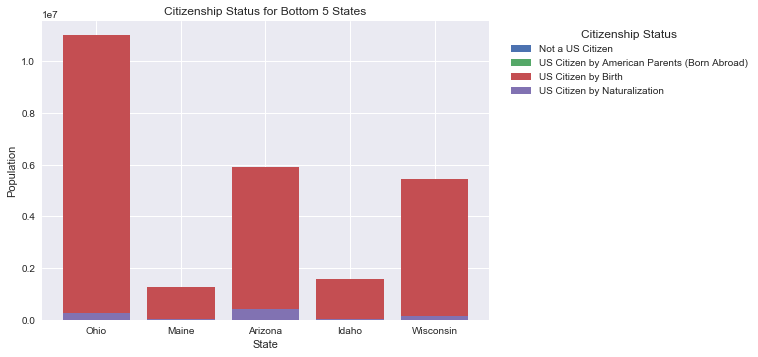 Citizenship Status for Bottom 5 States
1e7
1.0
0.8
0.6
0.4
0.2
0.0
Population
Ohio Maine Arizona Idaho Wisconsin
State
Citizenship Status
Not a US Citizen
US Citizen by American Parents (Born Abroad)
US Citizen by Birth
US Citizen by Naturalization